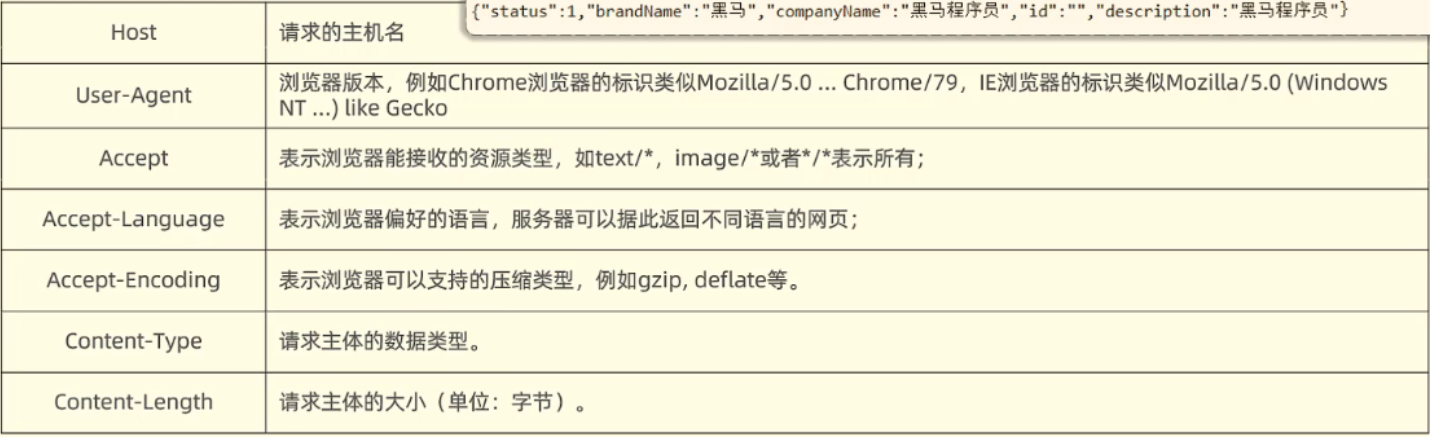 {"status":1,"brandName":"黑马","companyName":"黑马程序员","id":"","description":"黑马程序员"}
Host 请求的主机名
User-Agent 浏览器版本，例如Chrome浏览器的标识类似Mozilla/5.0 ... Chrome/79，IE浏览器的标识类似Mozilla/5.0 (Windows
NT ...) like Gecko
Accept 表示浏览器能接收的资源类型，如text/*，image/*或者*/*表示所有；
Accept-Language 表示浏览器偏好的语言，服务器可以据此返回不同语言的网页；
Accept-Encoding 表示浏览器可以支持的压缩类型，例如gzip, deflate等。
Content-Type 请求主体的数据类型。
Content-Length 请求主体的大小（单位：字节）。